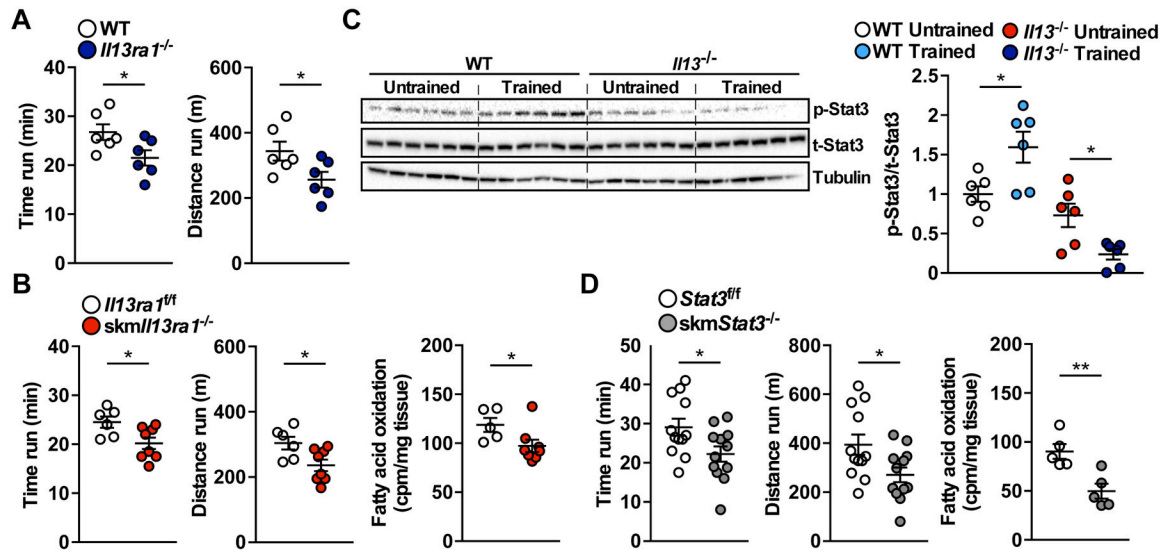 A
WT
Il13ra1-/-
Time run (min)
40
30
20
10
0
*
Distance run (m)
600
400
200
0
*
C
WT
Il13-/-
Untrained
Trained
Untrained
Trained
p-Stat3
t-Stat3
Tubulin
WT Untrained
Il13-/- Untrained
WT Trained
Il13-/- Trained
p-Stat3/t-Stat3
2.5
2
1.5
1
0.5
0
*
*
B
Il13ra1f/f
skmIl13ra1-/-
Time run (min)
40
30
20
10
0
*
Distance run (m)
600
400
200
0
*
Fatty acid oxidation
(cpm/mg tissue)
200
150
100
50
0
*
D
Stat3f/f
skmStat3-/-
Time run (min)
50
40
30
20
10
0
*
Distance run (m)
800
600
400
200
0
*
Fatty acid oxidation
(cpm/mg tissue)
200
150
100
50
0
**